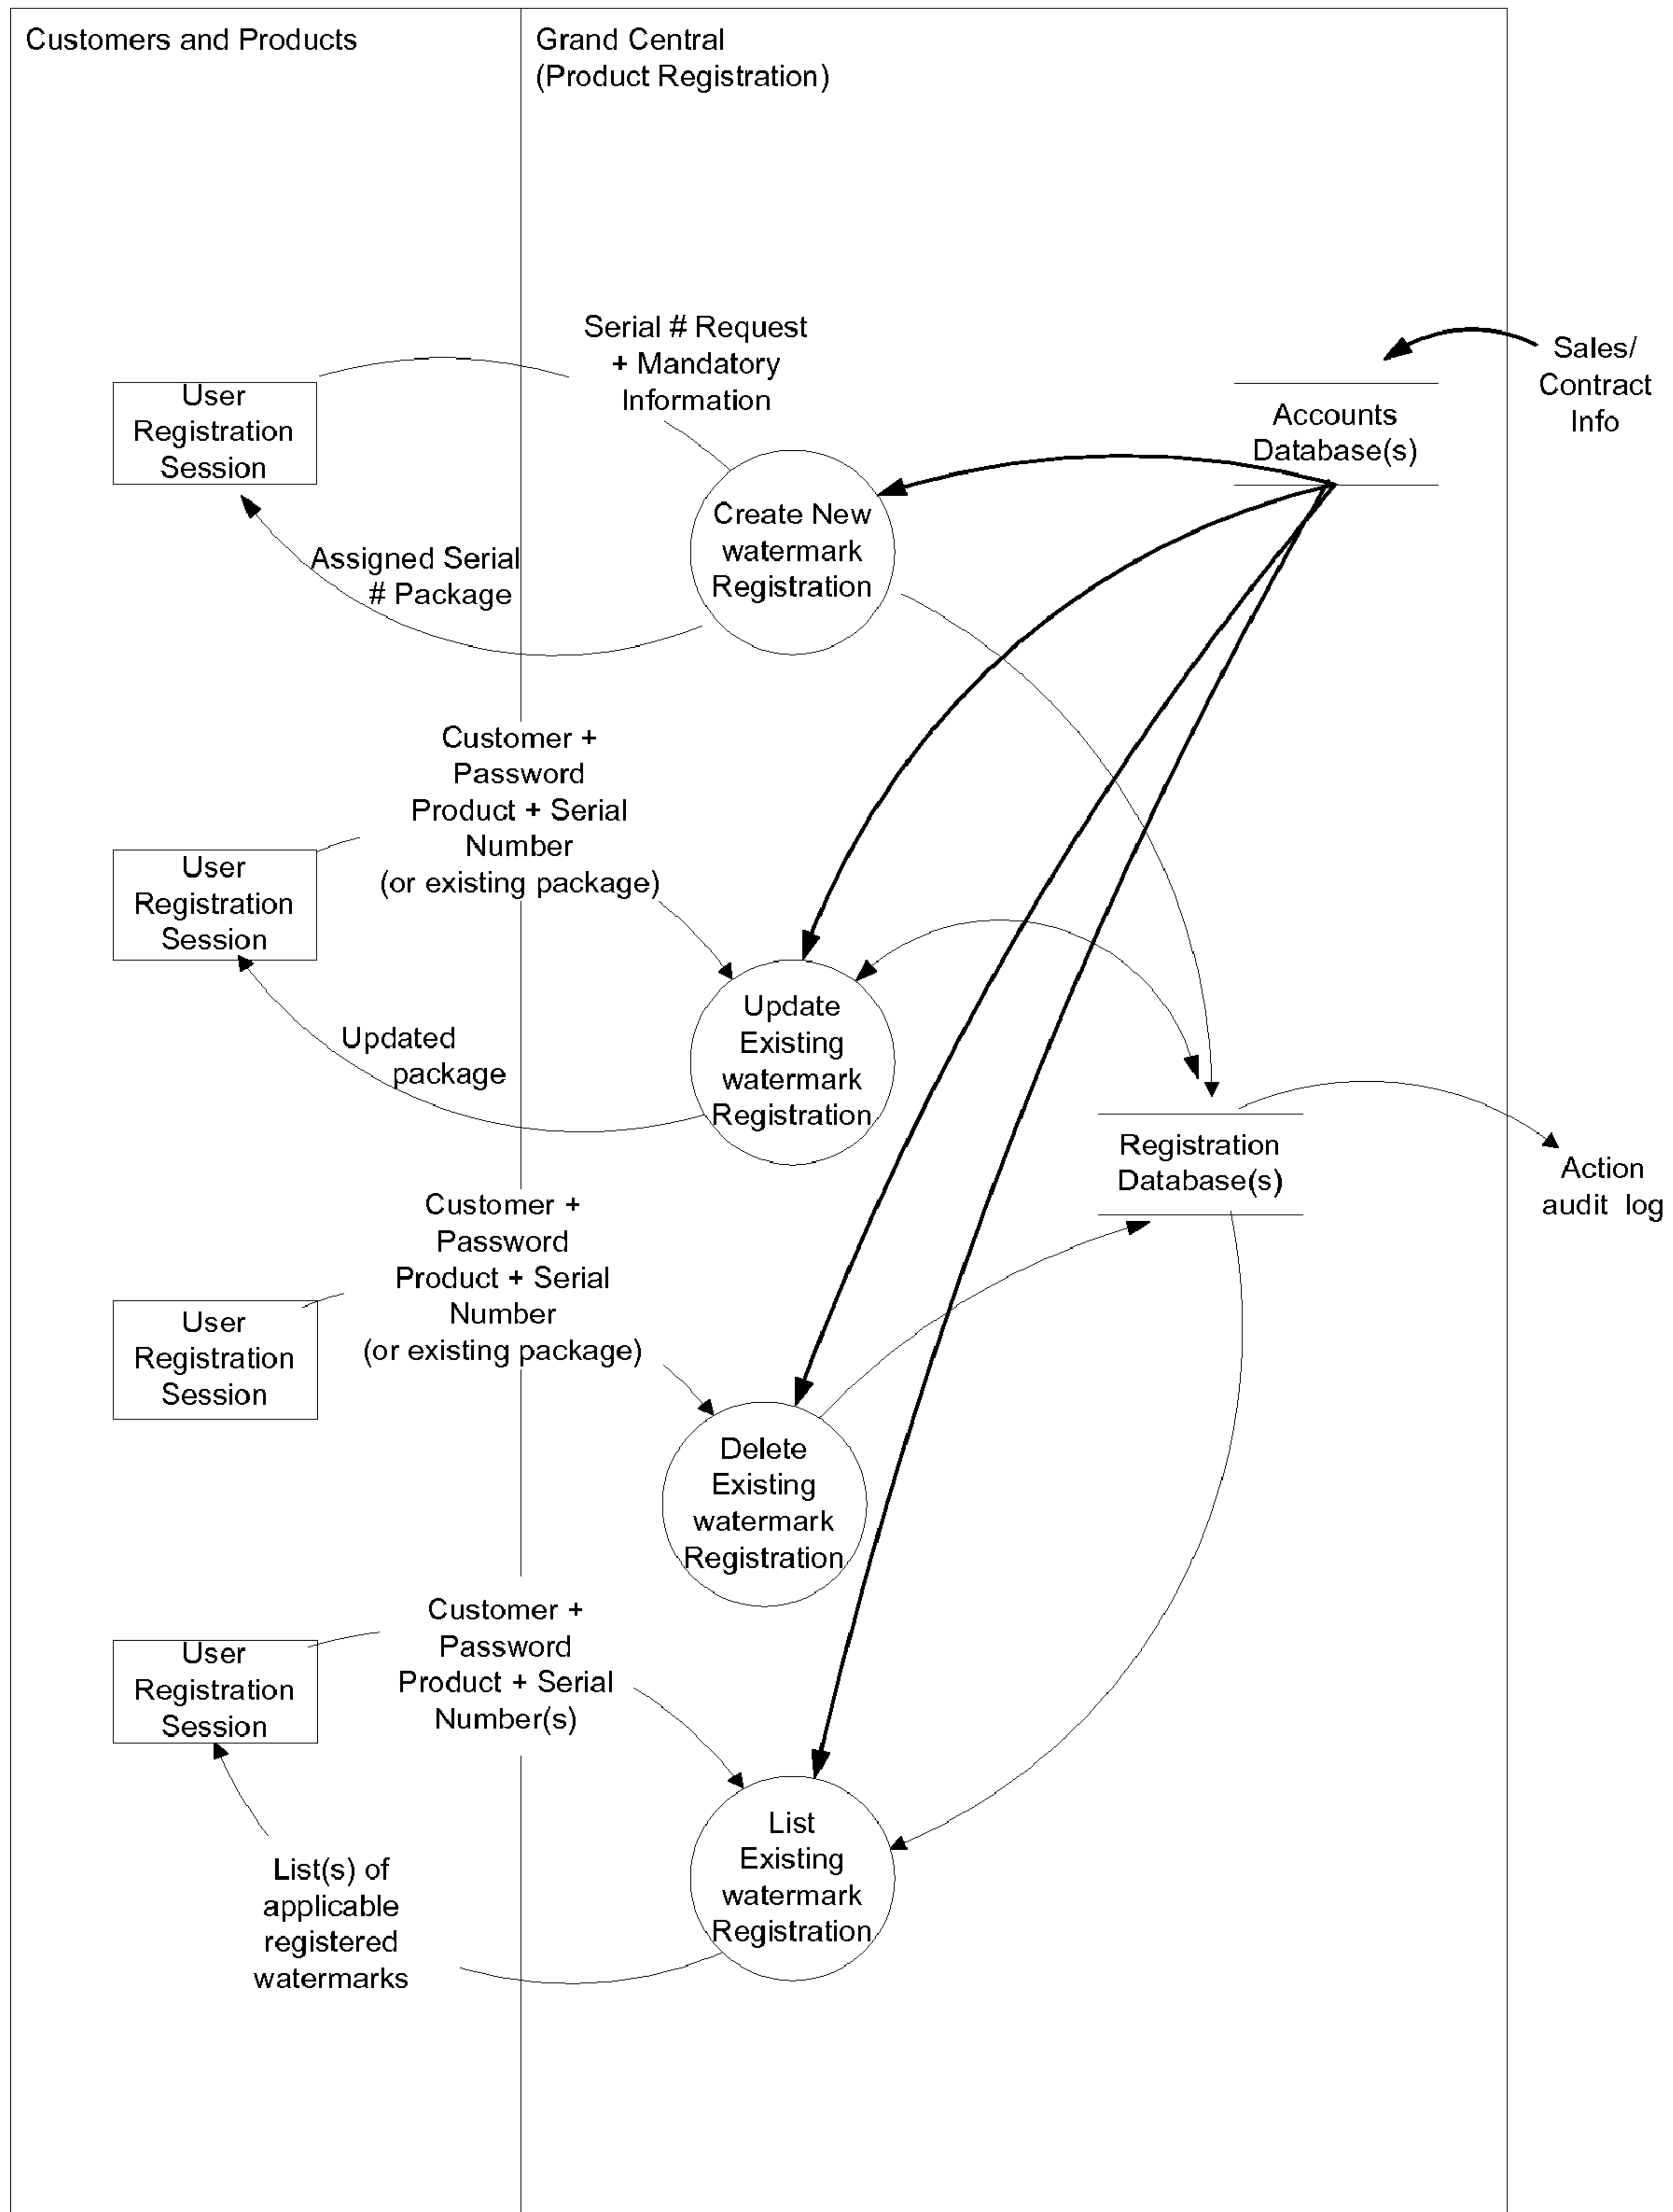 Customers and Products
Grand Central
(Product Registration)
Serial # Request
+ Mandatory
Information
Sales/
Contract
Info
User
Registration
Session
Accounts
Database(s)
Create New
watermark
Registration
Assigned Serial
# Package
Customer +
Password
Product + Serial
Number
(or existing package)
User
Registration
Session
Update
Existing
watermark
Registration
Updated
package
Registration
Database(s)
Action
audit log
Customer +
Password
Product + Serial
Number
(or existing package)
User
Registration
Session
Delete
Existing
watermark
Registration
Customer +
Password
Product + Serial
Number(s)
User
Registration
Session
List
Existing
watermark
Registration
List(s) of
applicable
registered
watermarks